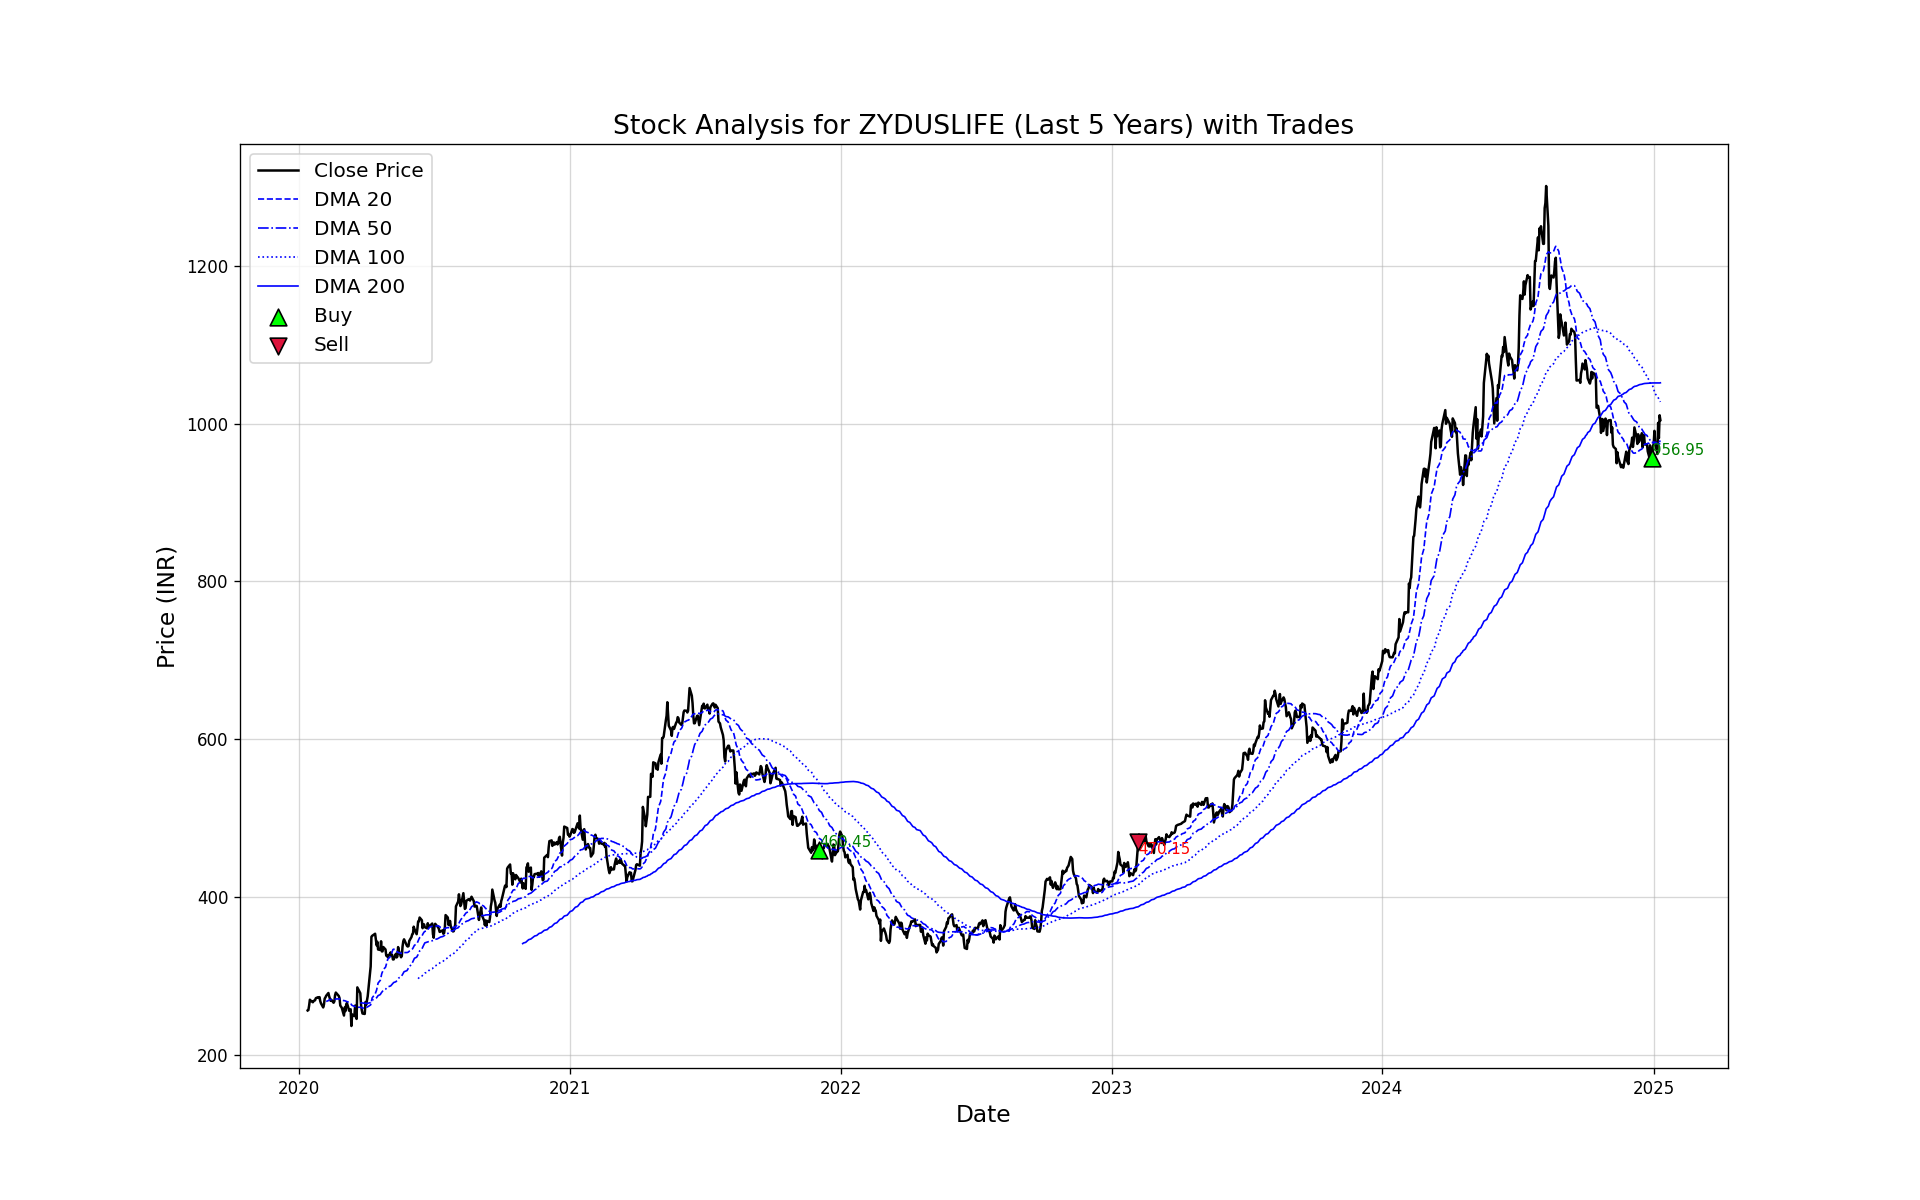 Stock Analysis for ZYDUSLIFE (Last 5 Years) with Trades
Close Price
DMA 20
DMA 50
DMA 100
DMA 200
Buy
Sell
1200
1000
800
600
400
200
Price (INR)
956.95
460.45
470.15
2020
2021
2022
2023
2024
2025
Date